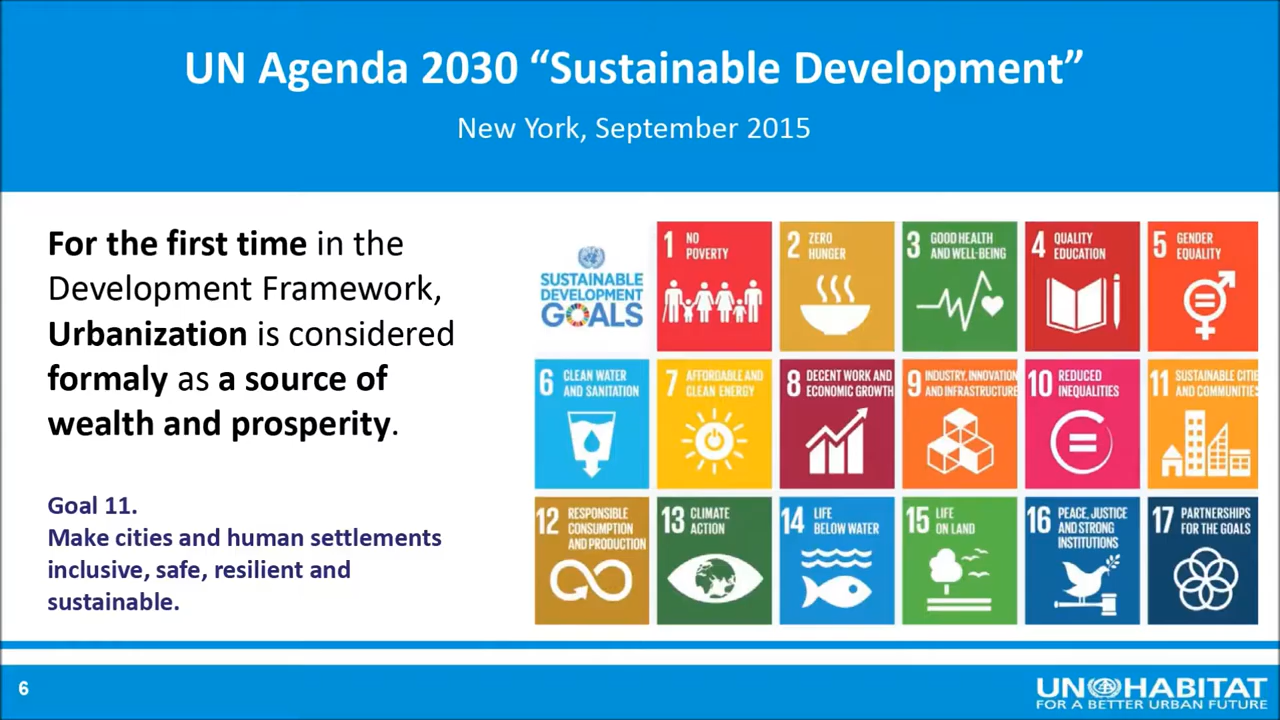 UN Agenda 2030 “Sustainable Development”
New York, September 2015
For the first time in the
Development Framework,
Urbanization is considered
formaly as a source of
wealth and prosperity.
Goal 11.
Make cities and human settlements
inclusive, safe, resilient and
sustainable.
SUSTAINABLE
DEVELOPMENT
GOALS
1 NO
POVERTY
2 ZERO
HUNGER
3 GOOD HEALTH
AND WELL-BEING
4 QUALITY
EDUCATION
5 GENDER
EQUALITY
6 CLEAN WATER
AND SANITATION
7 AFFORDABLE AND
CLEAN ENERGY
8 DECENT WORK AND
ECONOMIC GROWTH
9 INDUSTRY, INNOVATION
AND INFRASTRUCTURE
10 REDUCED
INEQUALITIES
11 SUSTAINABLE CITIE
AND COMMUNITIES
12 RESPONSIBLE
CONSUMPTION
AND PRODUCTION
13 CLIMATE
ACTION
14 LIFE
BELOW WATER
15 LIFE
ON LAND
16 PEACE, JUSTICE
AND STRONG
INSTITUTIONS
17 PARTNERSHIPS
FOR THE GOALS
6
UN HABITAT
FOR A BETTER URBAN FUTURE